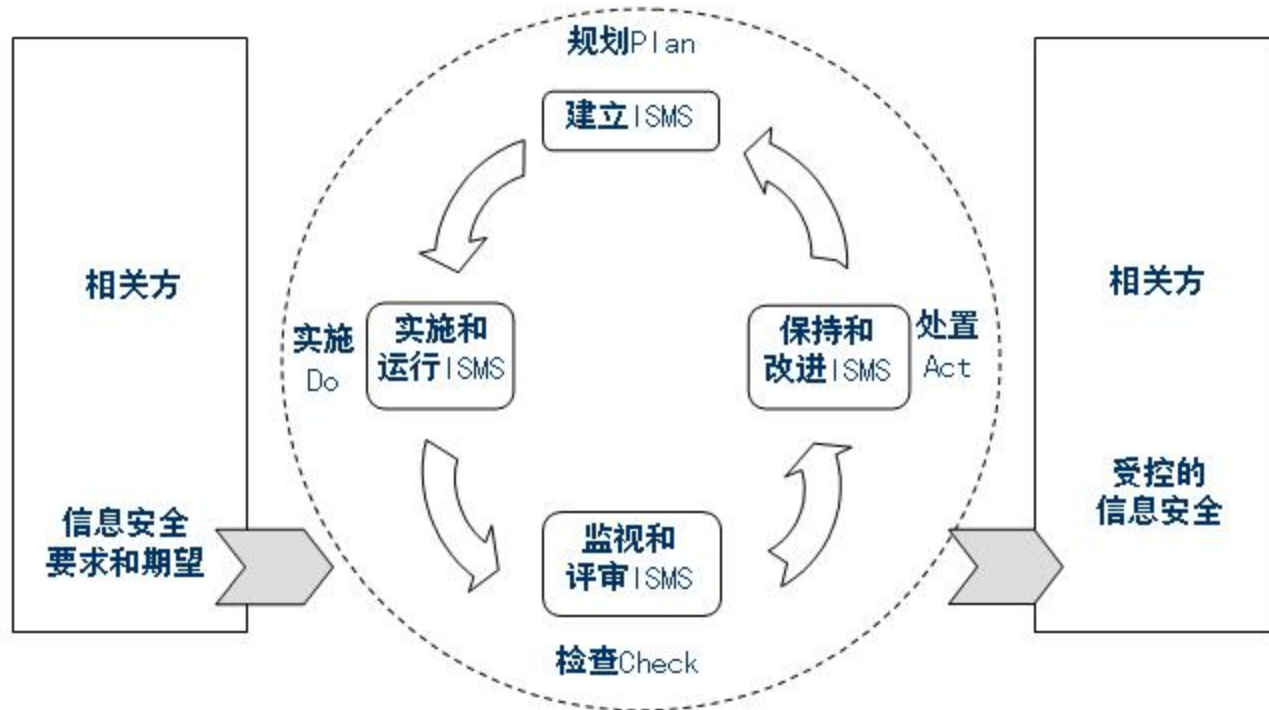 规划Plan
建立ISMS
相关方
信息安全
要求和期望
实施
Do
实施和
运行ISMS
监视和
评审ISMS
检查Check
保持和
改进ISMS
处置
Act
相关方
受控的
信息安全